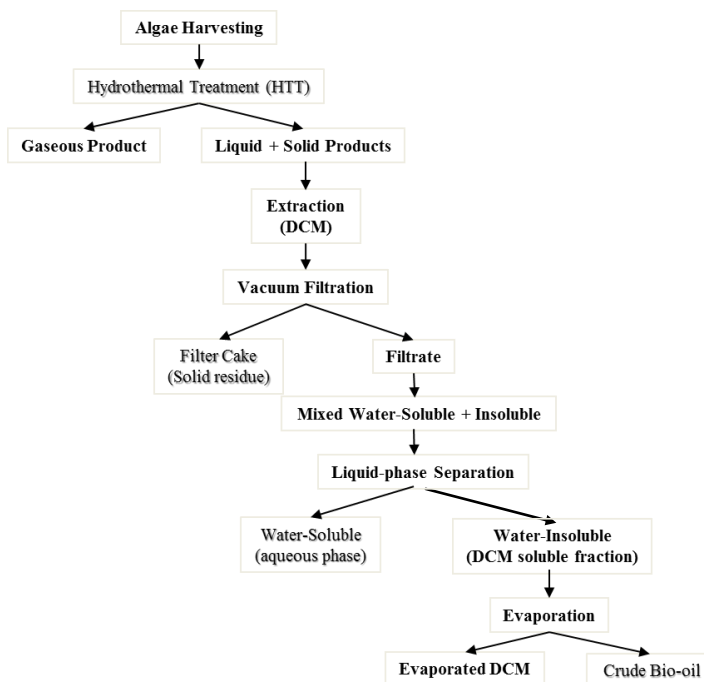 Algae Harvesting
Hydrothermal Treatment (HTT)
Gaseous Product
Liquid + Solid Products
Extraction
(DCM)
Vacuum Filtration
Filter Cake
(Solid residue)
Filtrate
Mixed Water-Soluble + Insoluble
Liquid-phase Separation
Water-Soluble
(aqueous phase)
Water-Insoluble
(DCM soluble fraction)
Evaporation
Evaporated DCM
Crude Bio-oil